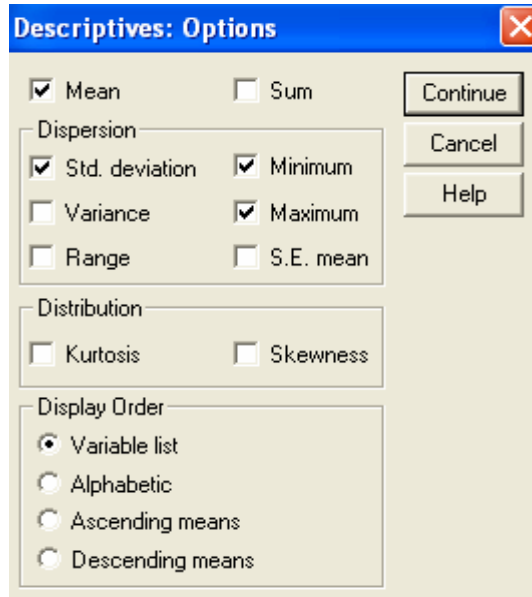 Descriptives: Options
Mean
Sum
Continue
Cancel
Help
Dispersion
Std. deviation
Minimum
Variance
Maximum
Range
S.E. mean
Distribution
Kurtosis
Skewness
Display Order
Variable list
Alphabetic
Ascending means
Descending means